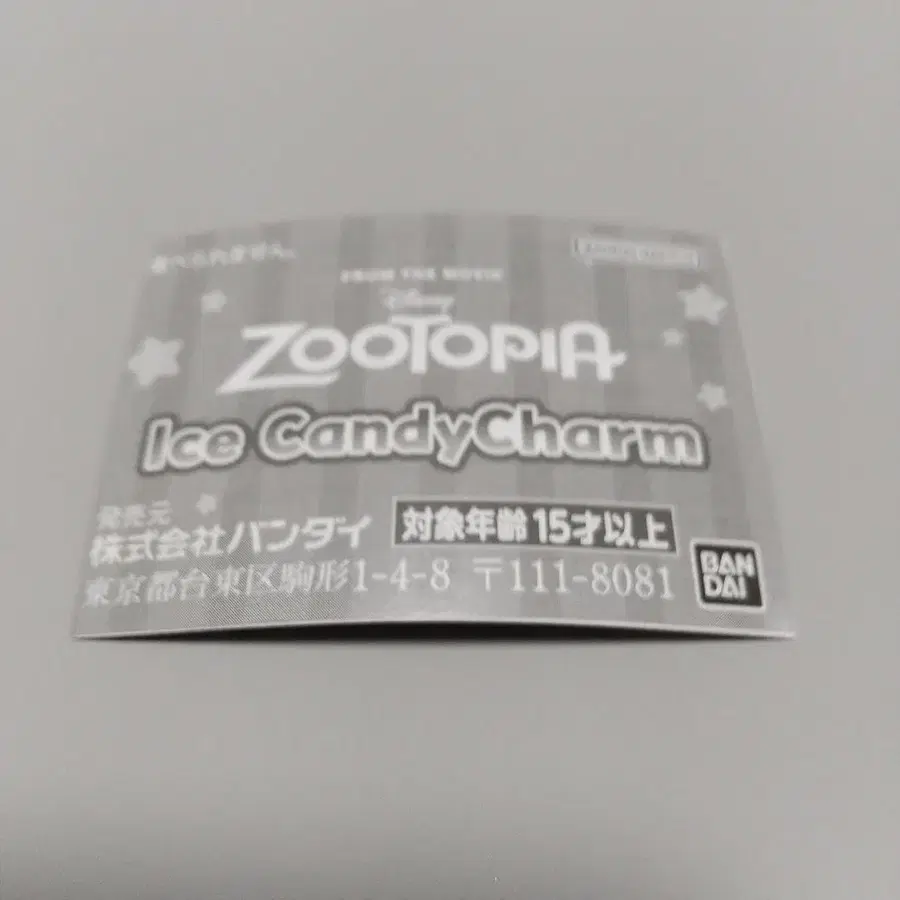 食べられません。
FROM THE MOVIE
Disney
ZOOTOPIA
Ice CandyCharm
発売元
株式会社バンダイ
対象年齢15才以上
東京都台東区駒形1-4-8 〒111-8081
BAN
DAI